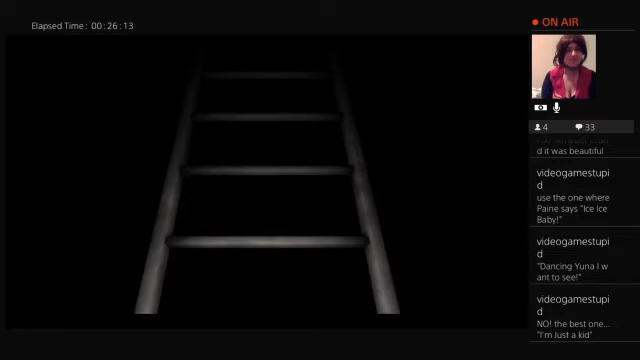 Elapsed Time: 00:26:13
ON AIR
4
33
d it was beautiful
videogamestupi
d
use the one where
Paine says "Ice Ice
Baby!"
videogamestupi
d
"Dancing Yuna I w
ant to see!"
videogamestupi
d
NO! the best one...
"I'm Just a kid"